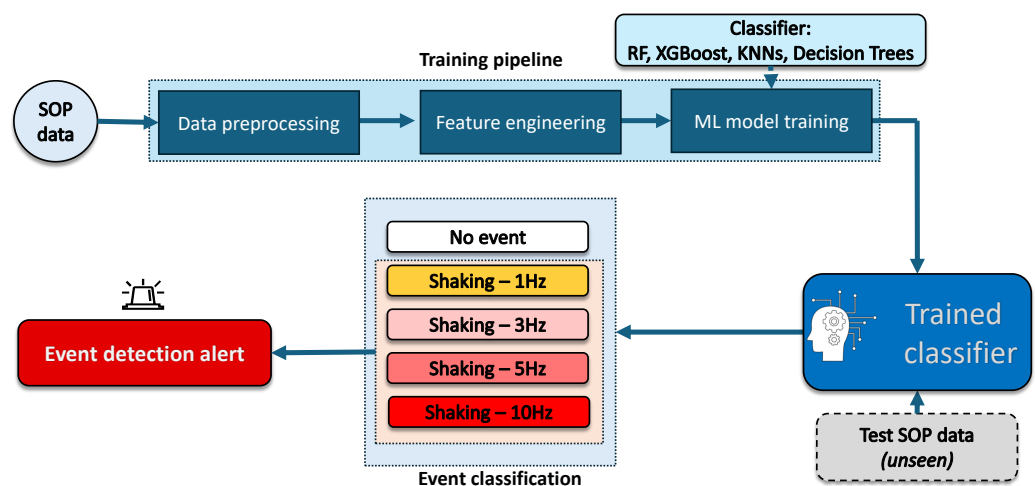 Classifier:
RF, XGBoost, KNNs, Decision Trees
Training pipeline
SOP
data
Data preprocessing
Feature engineering
ML model training
No event
Shaking – 1Hz
Shaking – 3Hz
Shaking – 5Hz
Shaking – 10Hz
Event classification
Event detection alert
Trained
classifier
Test SOP data
(unseen)